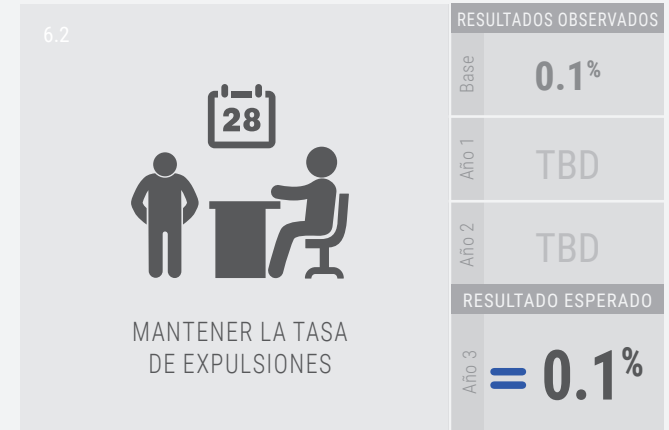 6.2
28
MANTENER LA TASA
DE EXPULSIONES
RESULTADOS OBSERVADOS
Base
0.1%
Año 1
TBD
Año 2
TBD
RESULTADO ESPERADO
Año 3
= 0.1%